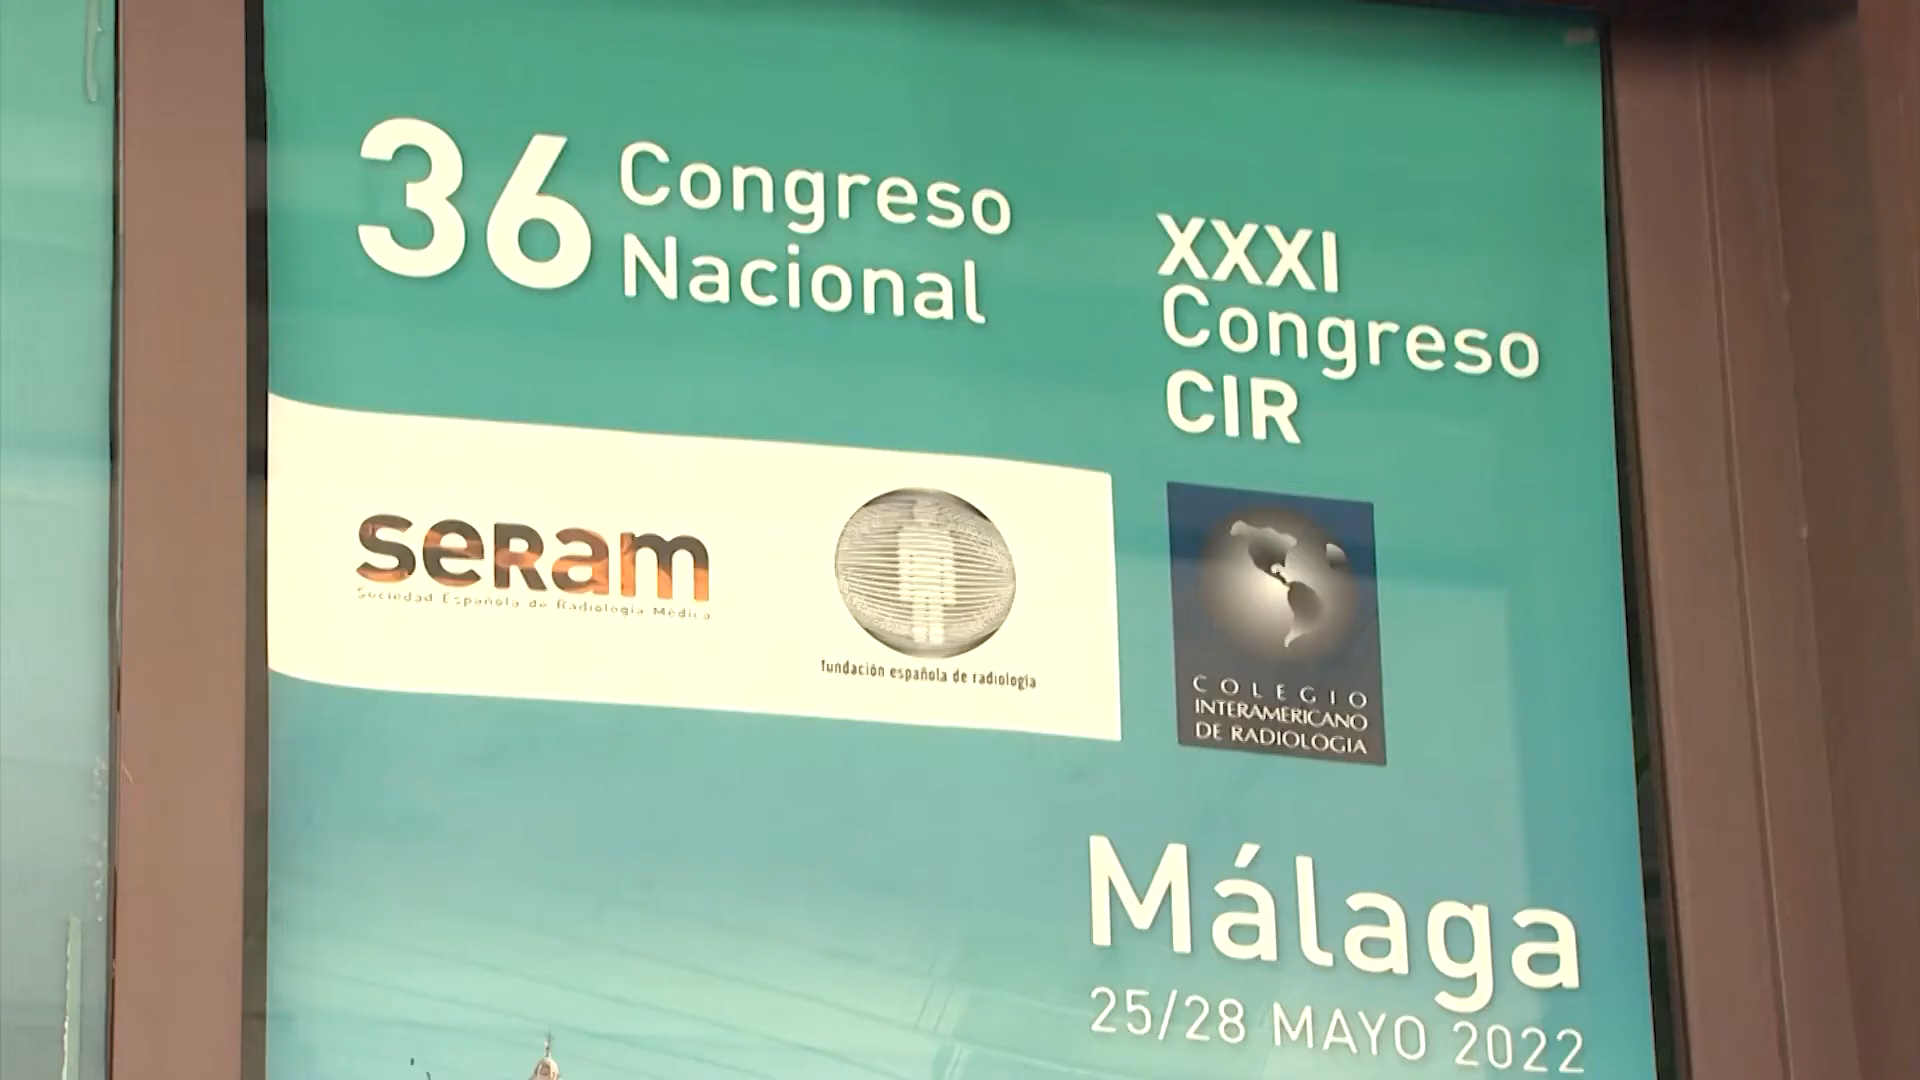 36 Congreso
Nacional
XXXI
Congreso
CIR
seRam
Sociedad Española de Radiología Médica
fundación española de radiología
COLEGIO
INTERAMERICANO
DE RADIOLOGIA
Málaga
25/28 MAYO 2022